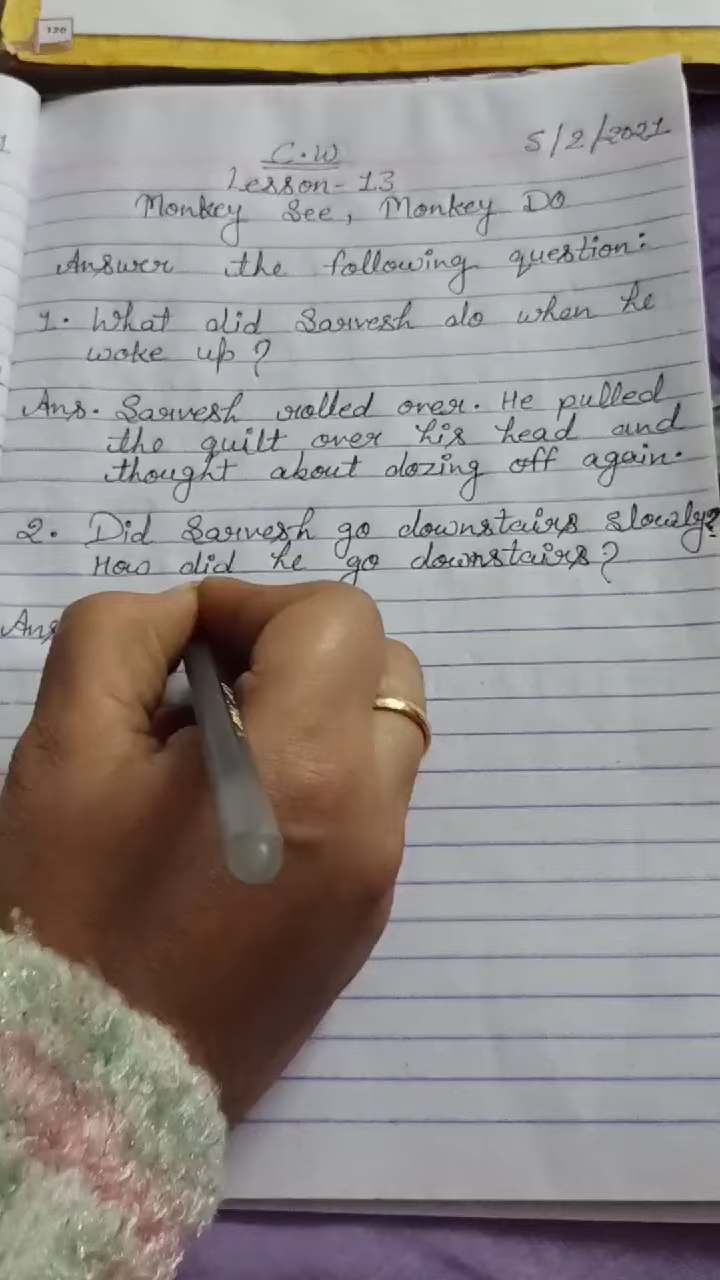 120
C.W
5/2/2021
Lesson-13
Monkey See, Monkey Do
Answer the following question:
1. What did Sarvesh do when he
woke up?
Ans. Sarvesh rolled over. He pulled
the quilt over his head and
thought about dozing off again.
2. Did Sarvesh go downstairs slowly?
How did he go downstairs?
Ans